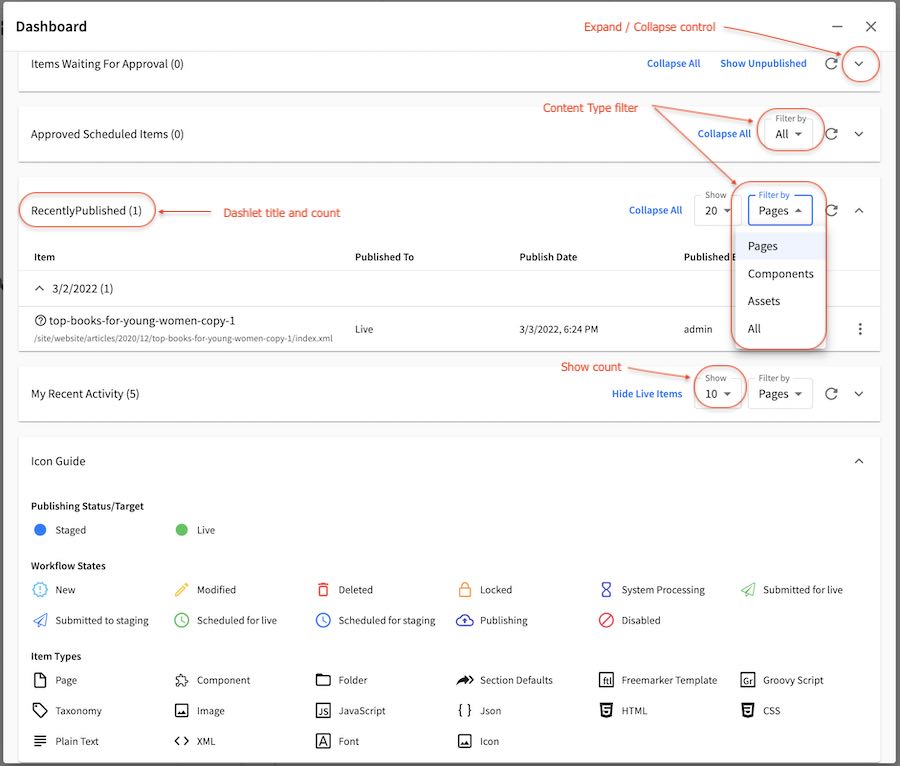 Dashboard
Expand / Collapse control
Items Waiting For Approval (0) Collapse All Show Unpublished
Content Type filter
Approved Scheduled Items (0) Collapse All Filter by All
RecentlyPublished (1) Dashlet title and count Collapse All Show 20 Filter by Pages
Pages
Components
Assets
All
Item Published To Publish Date Published
3/2/2022 (1)
top-books-for-young-women-copy-1
/site/website/articles/2020/12/top-books-for-young-women-copy-1/index.xml
Live 3/3/2022, 6:24 PM admin
Show count
My Recent Activity (5) Hide Live Items Show 10 Filter by Pages
Icon Guide
Publishing Status/Target
Staged Live
Workflow States
New Modified Deleted Locked System Processing Submitted for live
Submitted to staging Scheduled for live Scheduled for staging Publishing Disabled
Item Types
Page Component Folder Section Defaults ftl Freemarker Template Gr Groovy Script
Taxonomy Image JS JavaScript { } Json HTML CSS
Plain Text XML A Font Icon